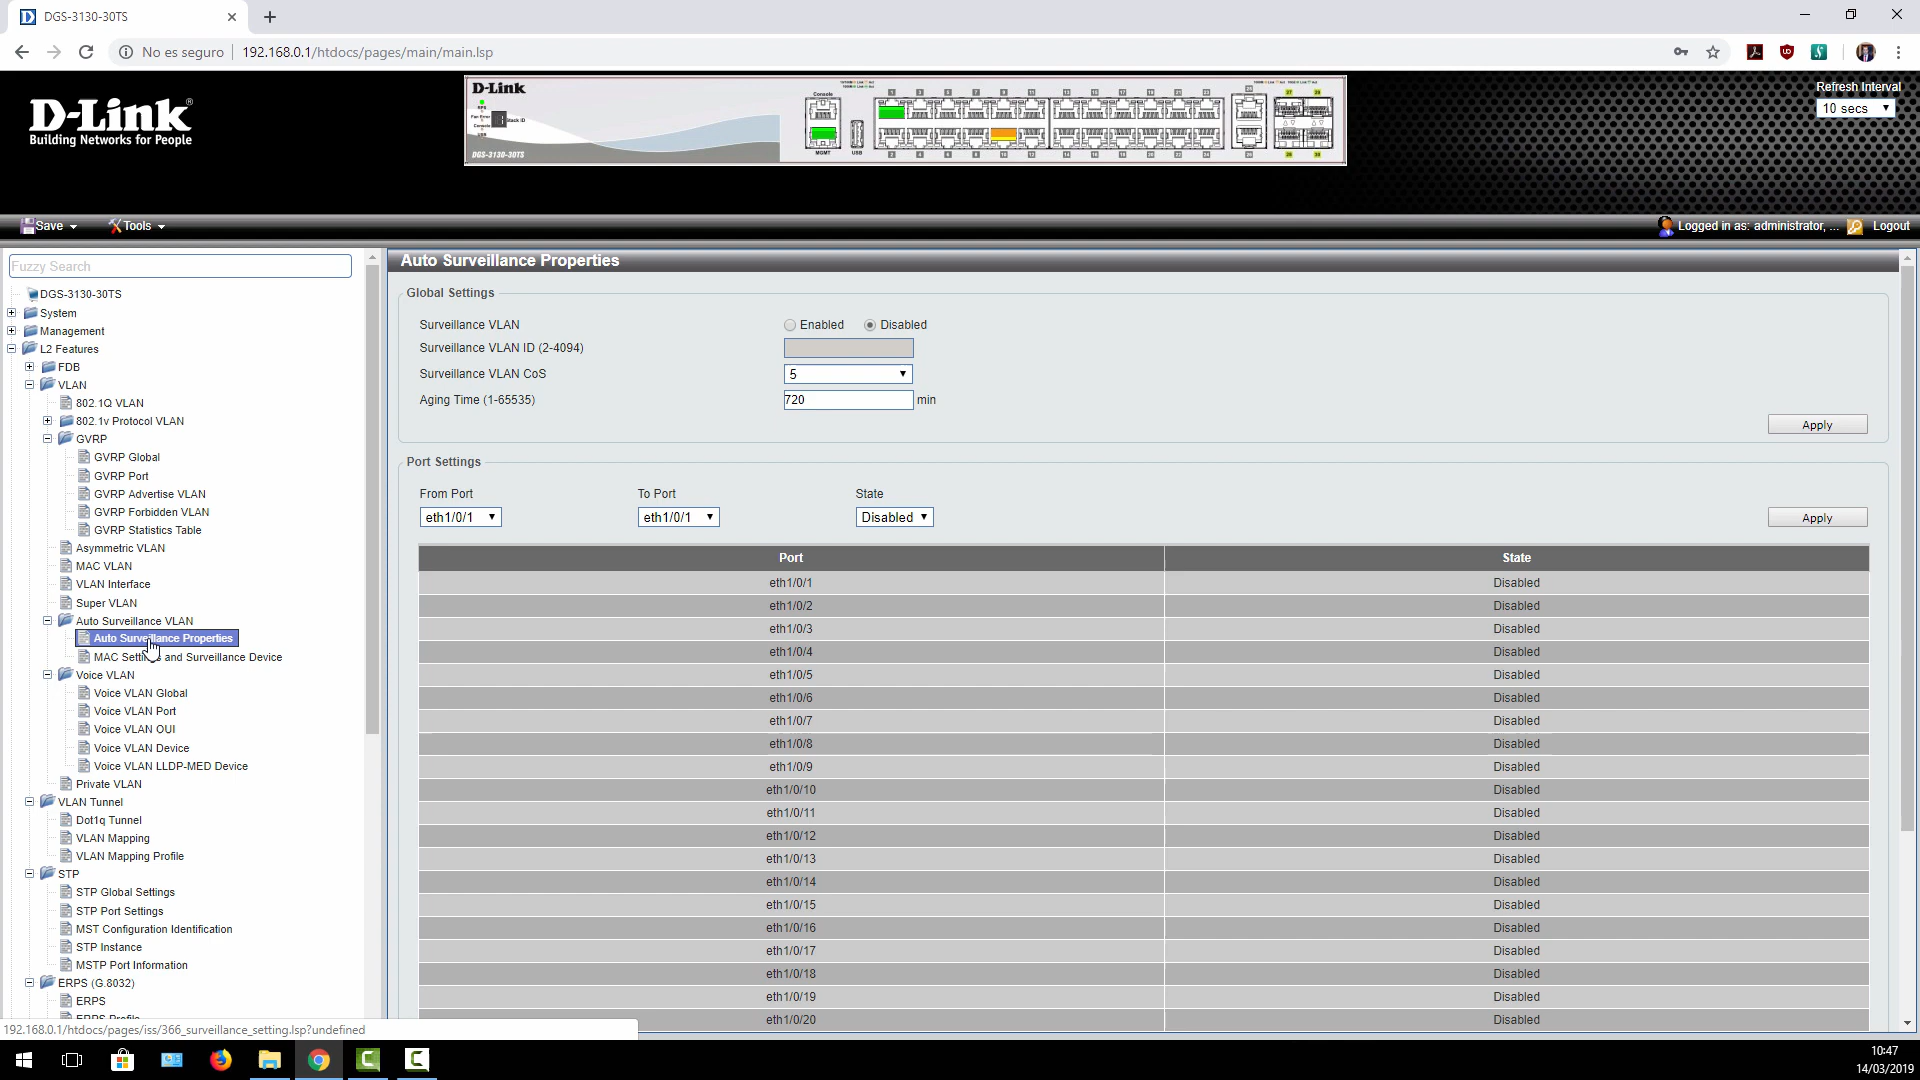 DGS-3130-30TS
No es seguro | 192.168.0.1/htdocs/pages/main/main.lsp
D-Link
Building Networks for People
D-Link
Console
MGMT
USB
DGS-3130-30TS
Refresh Interval
10 secs
Save
Tools
Logged in as: administrator, ...
Logout
Fuzzy Search
DGS-3130-30TS
System
Management
L2 Features
FDB
VLAN
802.1Q VLAN
802.1v Protocol VLAN
GVRP
GVRP Global
GVRP Port
GVRP Advertise VLAN
GVRP Forbidden VLAN
GVRP Statistics Table
Asymmetric VLAN
MAC VLAN
VLAN Interface
Super VLAN
Auto Surveillance VLAN
Auto Surveillance Properties
MAC Settings and Surveillance Device
Voice VLAN
Voice VLAN Global
Voice VLAN Port
Voice VLAN OUI
Voice VLAN Device
Voice VLAN LLDP-MED Device
Private VLAN
VLAN Tunnel
Dot1q Tunnel
VLAN Mapping
VLAN Mapping Profile
STP
STP Global Settings
STP Port Settings
MST Configuration Identification
STP Instance
MSTP Port Information
ERPS (G.8032)
ERPS
ERPS Profile
192.168.0.1/htdocs/pages/iss/366_surveillance_setting.lsp?undefined
Auto Surveillance Properties
Global Settings
Surveillance VLAN Enabled Disabled
Surveillance VLAN ID (2-4094)
Surveillance VLAN CoS 5
Aging Time (1-65535) 720 min
Apply
Port Settings
From Port To Port State
eth1/0/1 eth1/0/1 Disabled Apply
Port State
eth1/0/1 Disabled
eth1/0/2 Disabled
eth1/0/3 Disabled
eth1/0/4 Disabled
eth1/0/5 Disabled
eth1/0/6 Disabled
eth1/0/7 Disabled
eth1/0/8 Disabled
eth1/0/9 Disabled
eth1/0/10 Disabled
eth1/0/11 Disabled
eth1/0/12 Disabled
eth1/0/13 Disabled
eth1/0/14 Disabled
eth1/0/15 Disabled
eth1/0/16 Disabled
eth1/0/17 Disabled
eth1/0/18 Disabled
eth1/0/19 Disabled
eth1/0/20 Disabled
10:47
14/03/2019